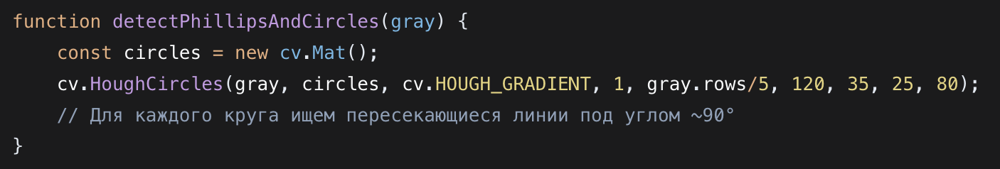 function detectPhillipsAndCircles(gray) {
    const circles = new cv.Mat();
    cv.HoughCircles(gray, circles, cv.HOUGH_GRADIENT, 1, gray.rows/5, 120, 35, 25, 80);
    // Для каждого круга ищем пересекающиеся линии под углом ~90°
}